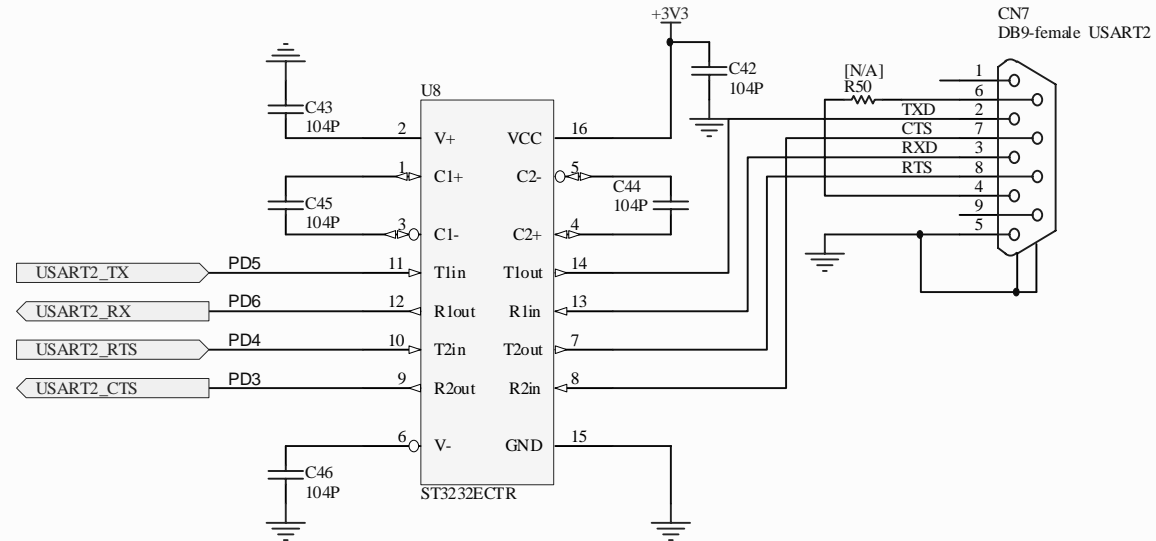 +3V3
CN7
DB9-female USART2
C43
104P
C42
104P
U8
[N/A]
R50
TXD
CTS
RXD
RTS
1
6
2
7
3
8
4
9
5
2 V+ VCC 16
1 C1+ C2- 5
C45
104P
C44
104P
3 C1- C2+ 4
USART2_TX PD5 11 T1in T1out 14
USART2_RX PD6 12 R1out R1in 13
USART2_RTS PD4 10 T2in T2out 7
USART2_CTS PD3 9 R2out R2in 8
6 V- GND 15
C46
104P
ST3232ECTR